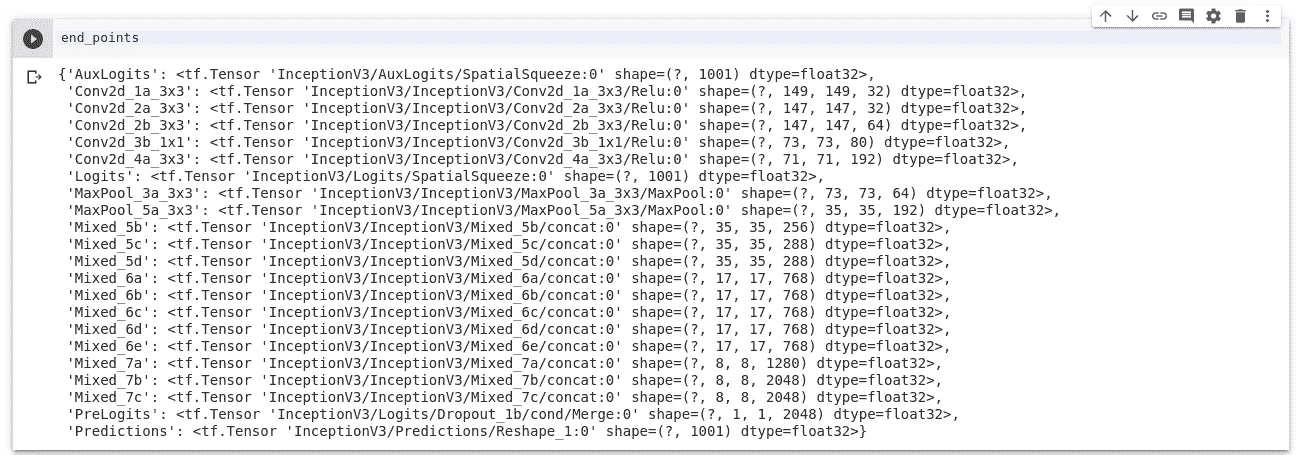 end_points
{'AuxLogits': <tf.Tensor 'InceptionV3/AuxLogits/SpatialSqueeze:0' shape=(?, 1001) dtype=float32>,
'Conv2d_1a_3x3': <tf.Tensor 'InceptionV3/InceptionV3/Conv2d_1a_3x3/Relu:0' shape=(?, 149, 149, 32) dtype=float32>,
'Conv2d_2a_3x3': <tf.Tensor 'InceptionV3/InceptionV3/Conv2d_2a_3x3/Relu:0' shape=(?, 147, 147, 32) dtype=float32>,
'Conv2d_2b_3x3': <tf.Tensor 'InceptionV3/InceptionV3/Conv2d_2b_3x3/Relu:0' shape=(?, 147, 147, 64) dtype=float32>,
'Conv2d_3b_1x1': <tf.Tensor 'InceptionV3/InceptionV3/Conv2d_3b_1x1/Relu:0' shape=(?, 73, 73, 80) dtype=float32>,
'Conv2d_4a_3x3': <tf.Tensor 'InceptionV3/InceptionV3/Conv2d_4a_3x3/Relu:0' shape=(?, 71, 71, 192) dtype=float32>,
'Logits': <tf.Tensor 'InceptionV3/Logits/SpatialSqueeze:0' shape=(?, 1001) dtype=float32>,
'MaxPool_3a_3x3': <tf.Tensor 'InceptionV3/InceptionV3/MaxPool_3a_3x3/MaxPool:0' shape=(?, 73, 73, 64) dtype=float32>,
'MaxPool_5a_3x3': <tf.Tensor 'InceptionV3/InceptionV3/MaxPool_5a_3x3/MaxPool:0' shape=(?, 35, 35, 192) dtype=float32>,
'Mixed_5b': <tf.Tensor 'InceptionV3/InceptionV3/Mixed_5b/concat:0' shape=(?, 35, 35, 256) dtype=float32>,
'Mixed_5c': <tf.Tensor 'InceptionV3/InceptionV3/Mixed_5c/concat:0' shape=(?, 35, 35, 288) dtype=float32>,
'Mixed_5d': <tf.Tensor 'InceptionV3/InceptionV3/Mixed_5d/concat:0' shape=(?, 35, 35, 288) dtype=float32>,
'Mixed_6a': <tf.Tensor 'InceptionV3/InceptionV3/Mixed_6a/concat:0' shape=(?, 17, 17, 768) dtype=float32>,
'Mixed_6b': <tf.Tensor 'InceptionV3/InceptionV3/Mixed_6b/concat:0' shape=(?, 17, 17, 768) dtype=float32>,
'Mixed_6c': <tf.Tensor 'InceptionV3/InceptionV3/Mixed_6c/concat:0' shape=(?, 17, 17, 768) dtype=float32>,
'Mixed_6d': <tf.Tensor 'InceptionV3/InceptionV3/Mixed_6d/concat:0' shape=(?, 17, 17, 768) dtype=float32>,
'Mixed_6e': <tf.Tensor 'InceptionV3/InceptionV3/Mixed_6e/concat:0' shape=(?, 17, 17, 768) dtype=float32>,
'Mixed_7a': <tf.Tensor 'InceptionV3/InceptionV3/Mixed_7a/concat:0' shape=(?, 8, 8, 1280) dtype=float32>,
'Mixed_7b': <tf.Tensor 'InceptionV3/InceptionV3/Mixed_7b/concat:0' shape=(?, 8, 8, 2048) dtype=float32>,
'Mixed_7c': <tf.Tensor 'InceptionV3/InceptionV3/Mixed_7c/concat:0' shape=(?, 8, 8, 2048) dtype=float32>,
'PreLogits': <tf.Tensor 'InceptionV3/Logits/Dropout_1b/cond/Merge:0' shape=(?, 1, 1, 2048) dtype=float32>,
'Predictions': <tf.Tensor 'InceptionV3/Predictions/Reshape_1:0' shape=(?, 1001) dtype=float32>}